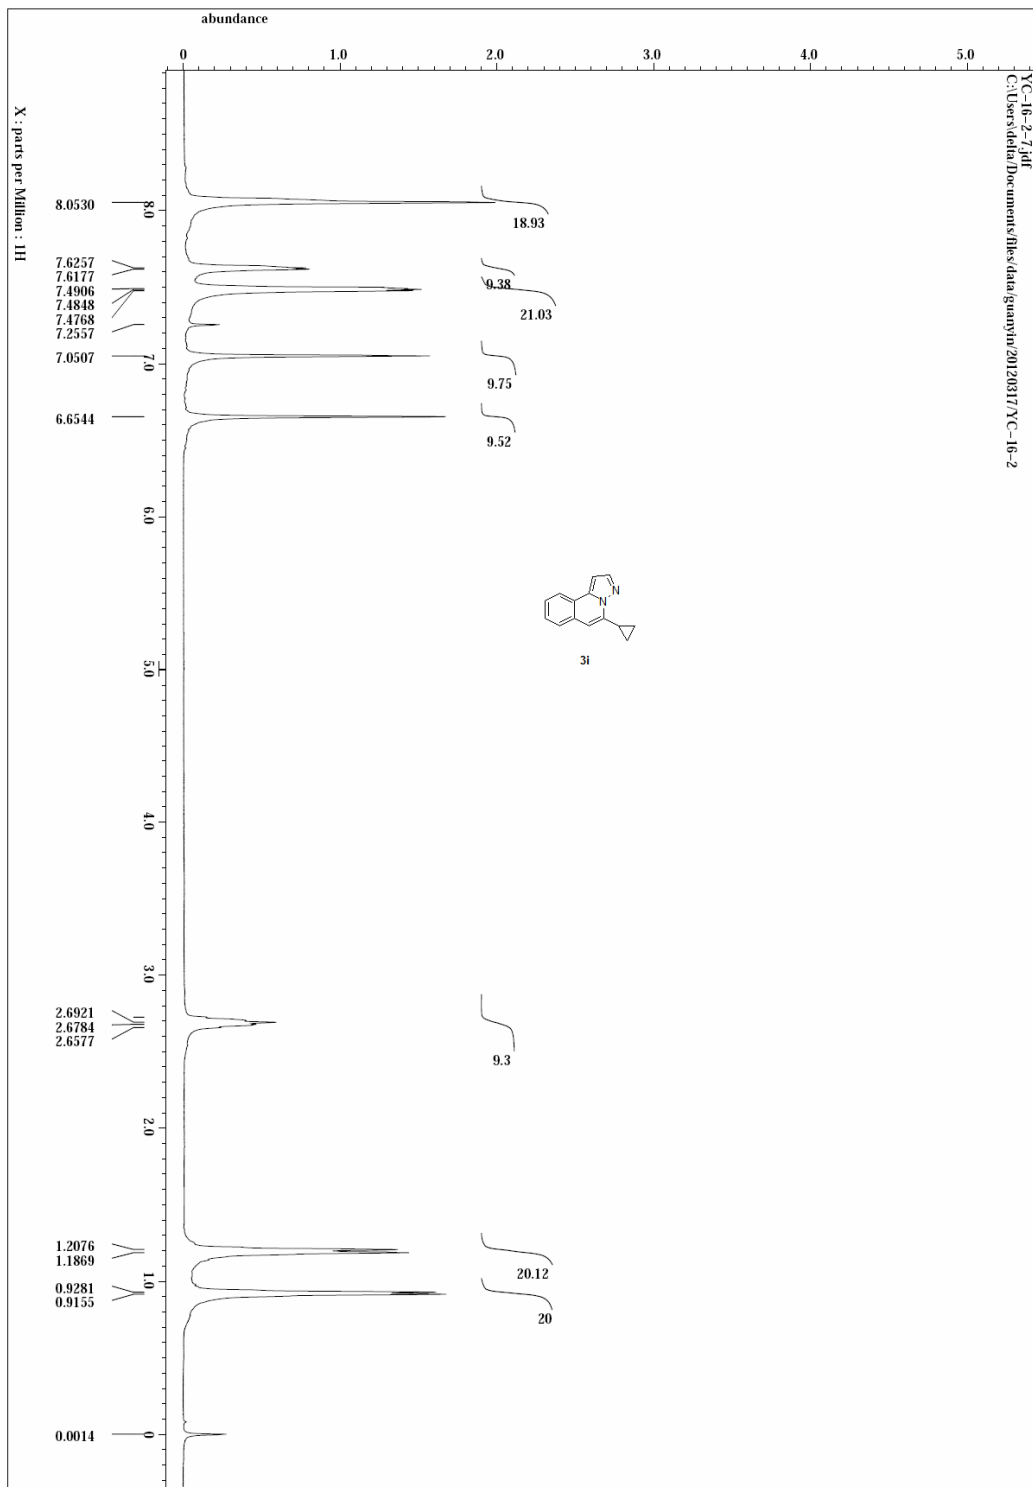 abundance
0 1.0 2.0 3.0 4.0 5.0
YC-16-2-7.jdf
C:\Users\delta/Documents/files/data/guanyin/20120317/YC-16-2
X : parts per Million : 1H
8.0 7.0 6.0 5.0 4.0 3.0 2.0 1.0 0
8.0530
7.6257
7.6177
7.4906
7.4848
7.4768
7.2557
7.0507
6.6544
2.6921
2.6784
2.6577
1.2076
1.1869
0.9281
0.9155
0.0014
18.93
9.38
21.03
9.75
9.52
9.3
20.12
20
N
N
3i